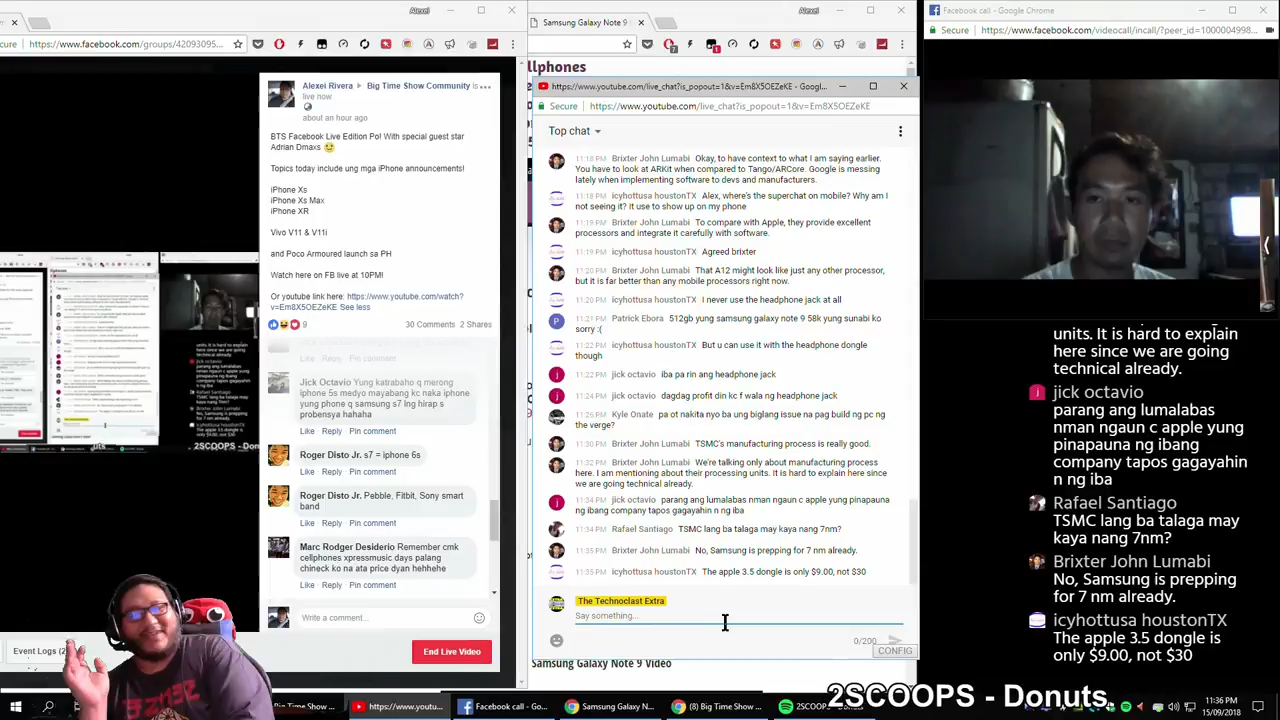 Alexei
Secure
https://www.facebook.com/groups/42093095...
Alexei Rivera
Big Time Show Community is
live now.
about an hour ago
BTS Facebook Live Edition Po! With special guest star
Adrian Dmaxs
Topics today include ung mga iPhone announcements!
iPhone Xs
iPhone Xs Max
iPhone XR
Vivo V11 & V11i
and Poco Armoured launch sa PH
Watch here on FB live at 10PM!
Or youtube link here: https://www.youtube.com/watch?
v=Em8X5OEZeKE See less
9
30 Comments 2 Shares
Like Reply Pin comment
Jick Octavio Yung katrabaho q merong
iphone 5s medyo mayabang kc naka iphone
yung phone q samsung s7 lng hirap s
probensya hahaha
Like Reply Pin comment
Roger Disto Jr. s7 = iphone 6s
Like Reply Pin comment
Roger Disto Jr. Pebble, Fitbit, Sony smart
band
Like Reply Pin comment
Marc Rodger Desiderio Remember cmk
cellphones xpressmusic days palang
chineck ko na ata price dyan hehhehe
Like Reply Pin comment
Write a comment...
Event Logs (2
End Live Video
Samsung Galaxy Note 9
Alexei
llphones
https://www.youtube.com/live_chat?is_popout=1&v=Em8X5OEZeKE - Googl...
Secure
https://www.youtube.com/live_chat?is_popout=1&v=Em8X5OEZeKE
Top chat
11:18 PM Brixter John Lumabi Okay, to have context to what I am saying earlier.
You have to look at ARKit when compared to Tango/ARCore. Google is messing
lately when implementing software to devs and manufacturers.
11:18 PM icyhottusa houstonTX Alex, where's the superchat on mobile? Why am I
not seeing it? It use to show up on my phone
11:19 PM Brixter John Lumabi To compare with Apple, they provide excellent
processors and integrate it carefully with software.
11:19 PM icyhottusa houstonTX Agreed brixter
11:20 PM Brixter John Lumabi That A12 might look like just any other processor,
but it is far better than any mobile processors right now.
11:20 PM icyhottusa houstonTX I never use the headphone jack at all
11:21 PM Patrick Ebora 512gb yung samsung galaxy note 9 58k yung sunabi ko
sorry :(
11:22 PM icyhottusa houstonTX But u can use it with the headphone dongle
though
11:22 PM jick octavio iba pa rin ang headphone jack
11:24 PM jick octavio dagdag profit din kc f wala ng headphone jack
11:26 PM Kyle Onate pa ot nakita nyo ba ung biglang issue na pag build ng pc ng
the verge?
11:30 PM Brixter John Lumabi TSMC's manufacturing process is really good.
11:32 PM Brixter John Lumabi We're talking only about manufacturing process
here. I am mentioning about their processing units. It is hard to explain here since
we are going technical already.
11:34 PM jick octavio parang ang lumalabas nman ngaun c apple yung pinapauna
ng ibang company tapos gagayahin n ng iba
11:34 PM Rafael Santiago TSMC lang ba talaga may kaya nang 7nm?
11:35 PM Brixter John Lumabi No, Samsung is prepping for 7 nm already.
11:35 PM icyhottusa houstonTX The apple 3.5 dongle is only $9.00, not $30
The Technoclast Extra
Say something...
0/200
CONFIG
Samsung Galaxy Note 9 Video
Facebook call - Google Chrome
Secure
https://www.facebook.com/videocall/incall/?peer_id=1000004998...
units. It is hard to explain
here since we are going
technical already.
jick octavio
parang ang lumalabas
nman ngaun c apple yung
pinapauna ng ibang
company tapos gagayahin
n ng iba
Rafael Santiago
TSMC lang ba talaga may
kaya nang 7nm?
Brixter John Lumabi
No, Samsung is prepping
for 7 nm already.
icyhottusa houstonTX
The apple 3.5 dongle is
only $9.00, not $30
2SCOOPS - Donuts.
Big Time Show Com...
https://www.youtu...
Facebook call - Go...
Samsung Galaxy N...
(8) Big Time Show ...
2SCOOPS - Donuts
11:36 PM
15/09/2018